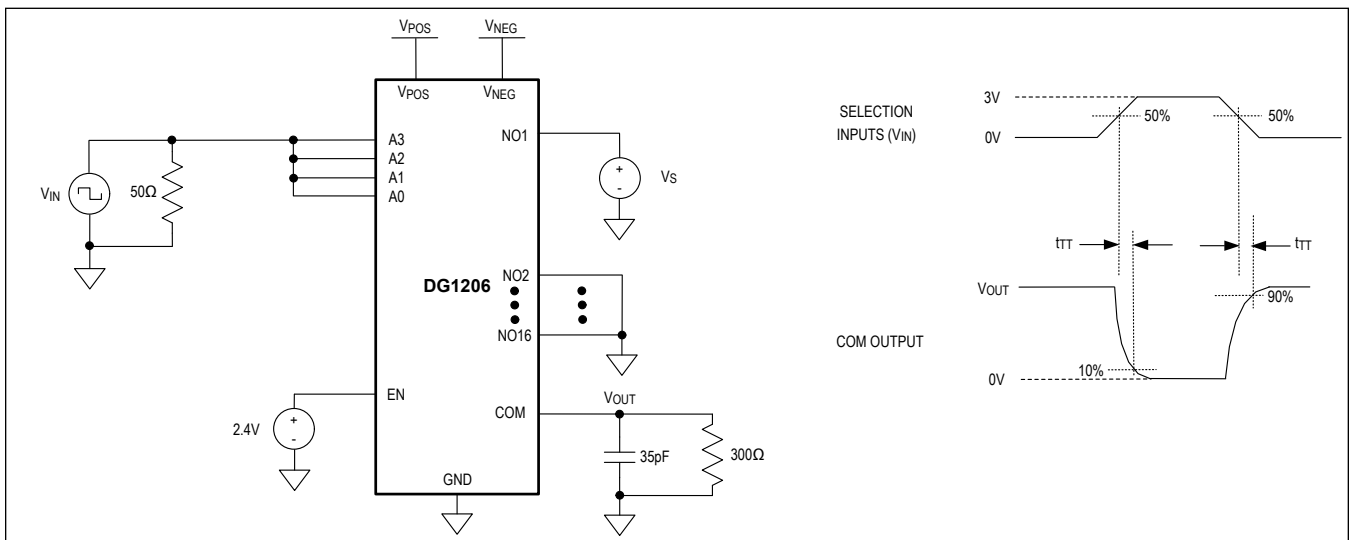 VPOS
VNEG
VPOS
VNEG
A3
A2
A1
A0
NO1
VIN
50Ω
VS
DG1206
NO2
NO16
EN
2.4V
COM
VOUT
35pF
300Ω
GND
SELECTION
INPUTS (VIN)
3V
0V
50%
50%
tTT
tTT
VOUT
COM OUTPUT
0V
10%
90%